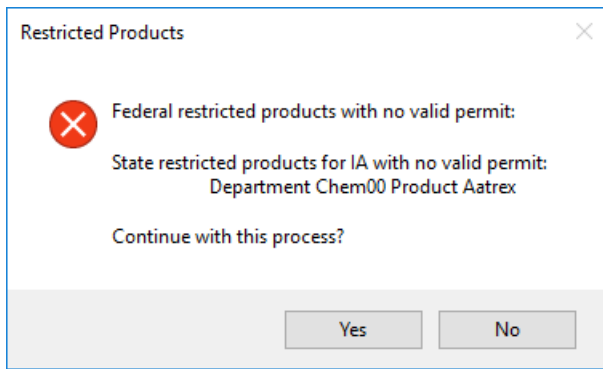 Restricted Products
Federal restricted products with no valid permit:
State restricted products for IA with no valid permit:
Department Chem00 Product Aatrex
Continue with this process?
Yes
No